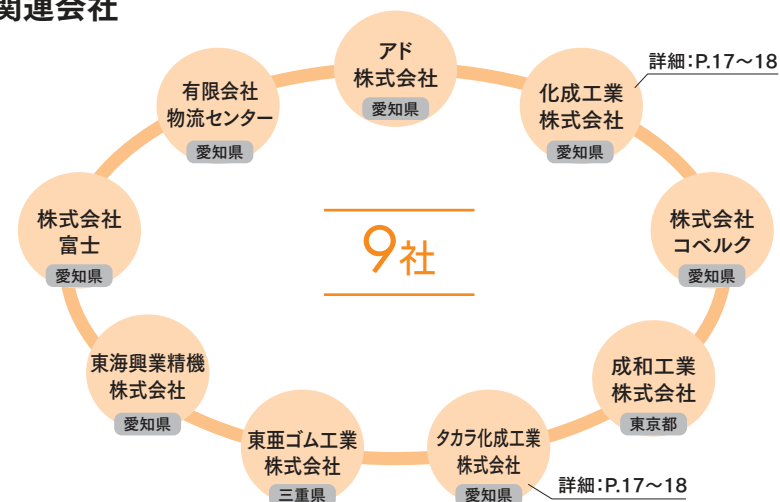 関連会社
アド
株式会社
愛知県
詳細:P.17〜18
化成工業
株式会社
愛知県
株式会社
コベルク
愛知県
成和工業
株式会社
東京都
詳細:P.17〜18
タカラ化成工業
株式会社
愛知県
東亜ゴム工業
株式会社
三重県
東海興業精機
株式会社
愛知県
株式会社
富士
愛知県
有限会社
物流センター
愛知県
9社